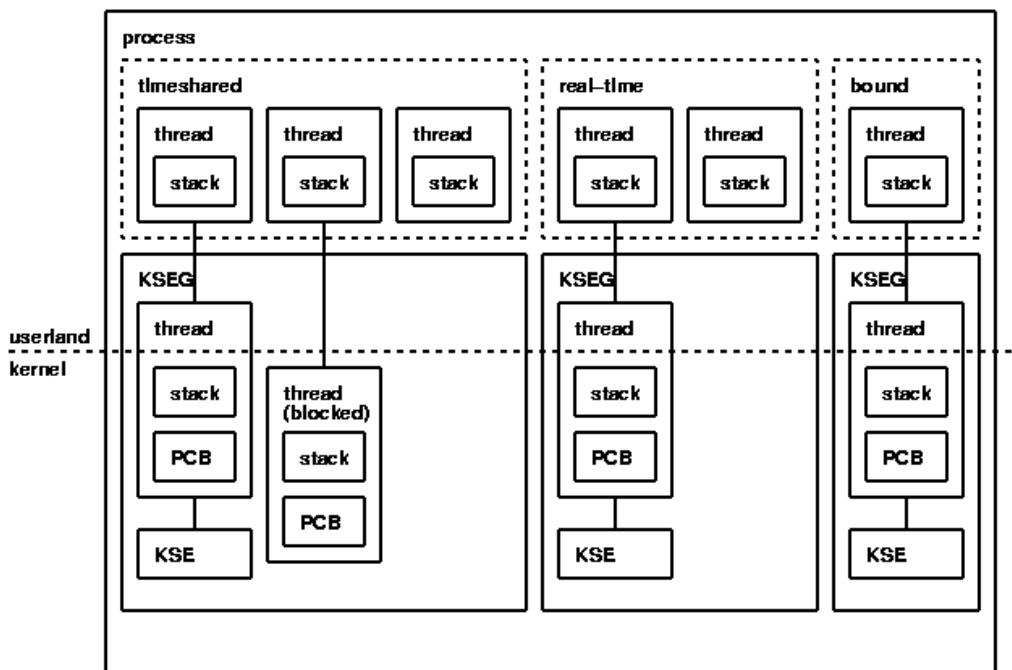 process
timeshared
real-time
bound
thread
thread
thread
thread
thread
thread
stack
stack
stack
stack
stack
stack
KSEG
KSEG
KSEG
thread
thread
thread
userland
kernel
stack
thread
(blocked)
stack
stack
PCB
stack
PCB
PCB
PCB
KSE
KSE
KSE